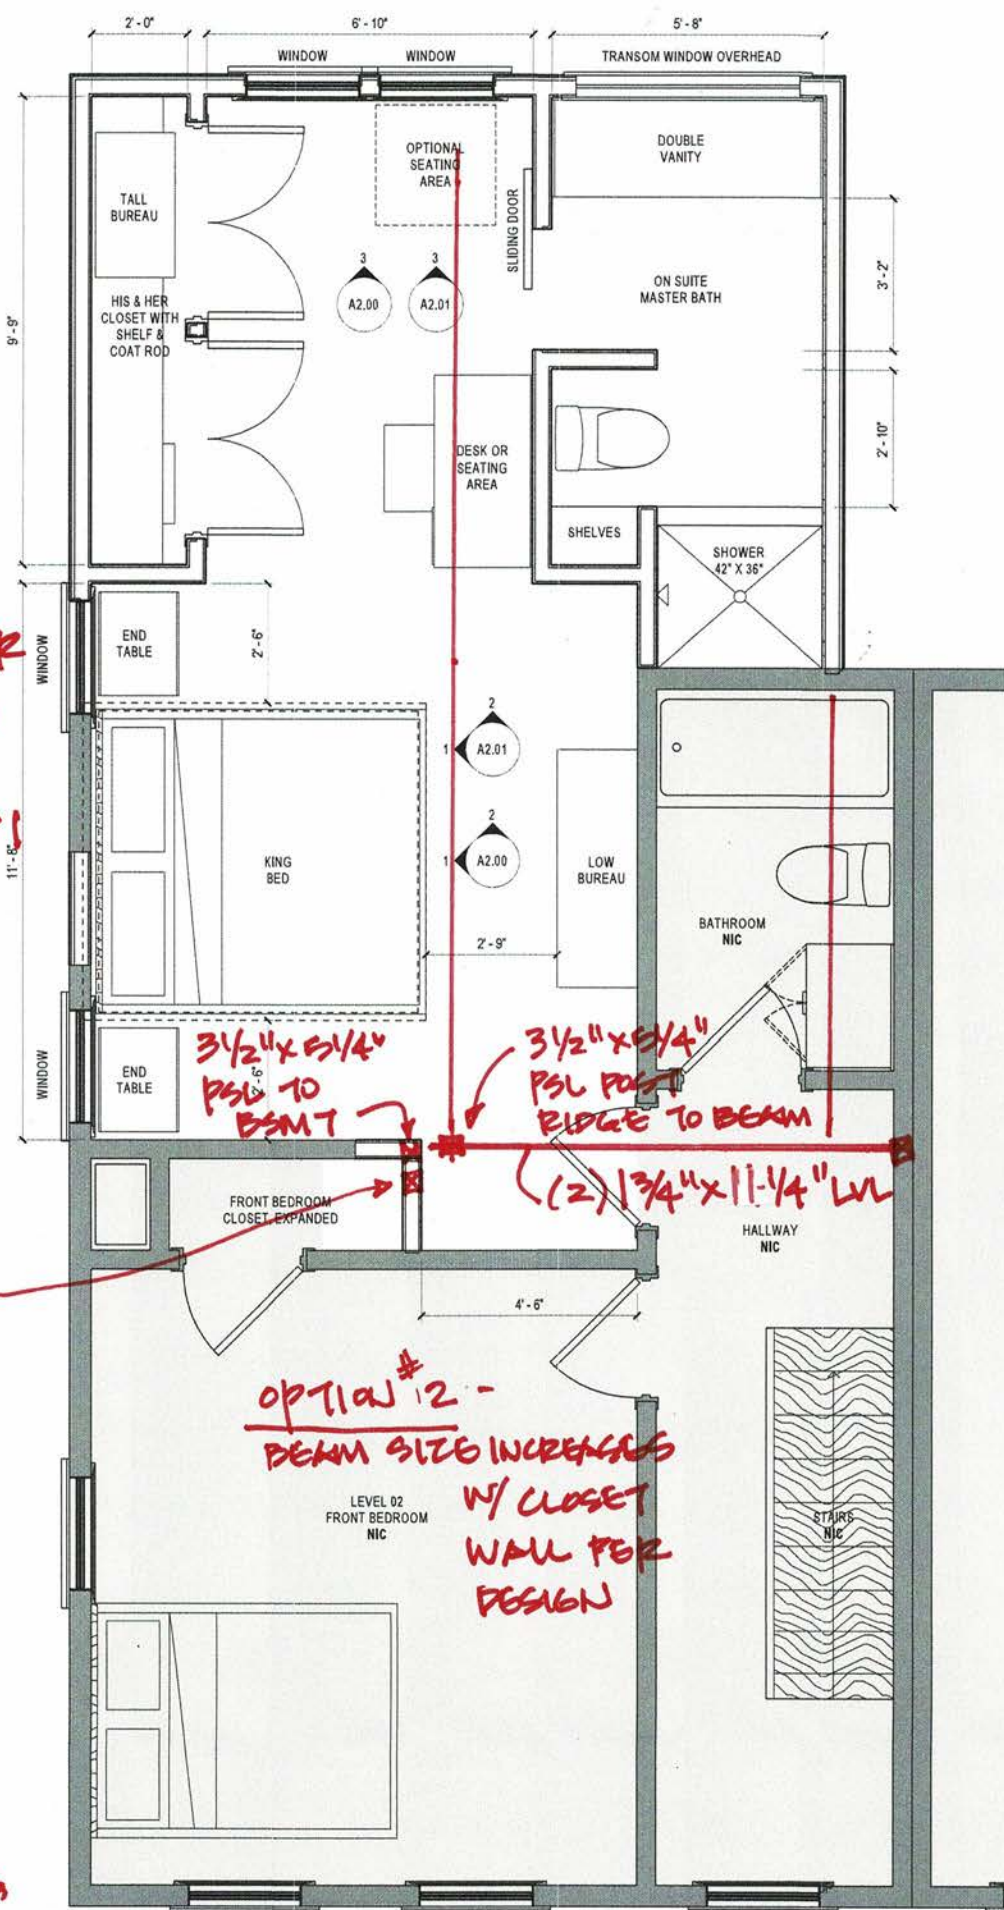 2' - 0"
6' - 10"
5' - 8"
WINDOW
WINDOW
TRANSOM WINDOW OVERHEAD
OPTIONAL
SEATING
AREA
DOUBLE
VANITY
TALL
BUREAU
SLIDING DOOR
3' - 2"
3
A2.00
3
A2.01
ON SUITE
MASTER BATH
HIS & HER
CLOSET WITH
SHELF &
COAT ROD
9' - 9"
2' - 10"
DESK OR
SEATING
AREA
SHELVES
SHOWER
42" X 36"
WINDOW
END
TABLE
2' - 6"
2
1
A2.01
2
1
A2.00
11' - 8"
KING
BED
LOW
BUREAU
BATHROOM
NIC
2' - 9"
WINDOW
END
TABLE
2' - 6"
3 1/2" X 5 1/4"
PSL TO
BSMT
3 1/2" X 5 1/4"
PSL POST
RIDGE TO BEAM
(2) 1 3/4" X 11-1/4" LVL
FRONT BEDROOM
CLOSET, EXPANDED
HALLWAY
NIC
4' - 6"
OPTION #2 -
BEAM SIZE INCREASES
W/ CLOSET
WALL PER
DESIGN
LEVEL 02
FRONT BEDROOM
NIC
STAIRS
NIC